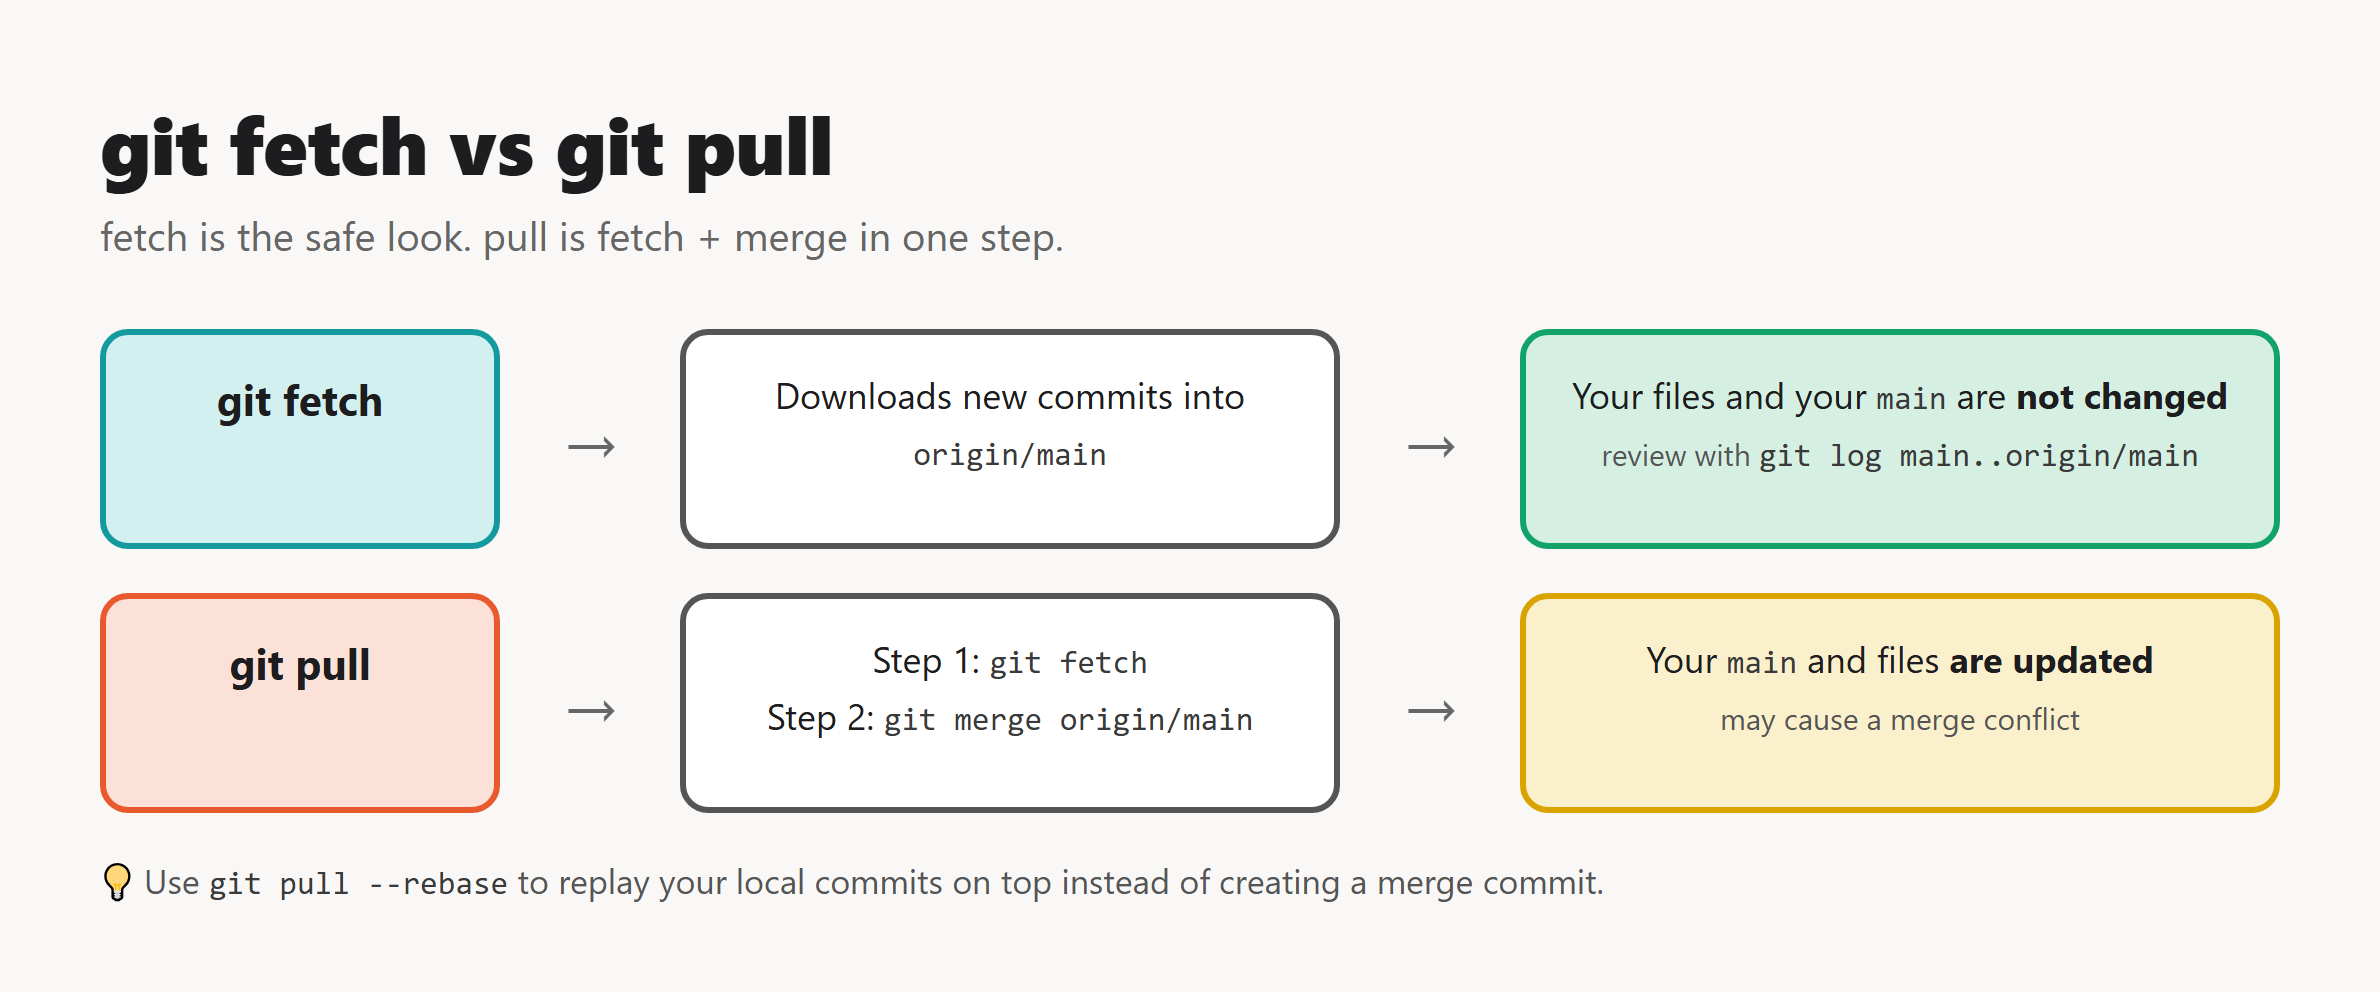 git fetch vs git pull
fetch is the safe look. pull is fetch + merge in one step.
git fetch
→
Downloads new commits into
origin/main
→
Your files and your main are not changed
review with git log main..origin/main
git pull
→
Step 1: git fetch
Step 2: git merge origin/main
→
Your main and files are updated
may cause a merge conflict
💡 Use git pull --rebase to replay your local commits on top instead of creating a merge commit.